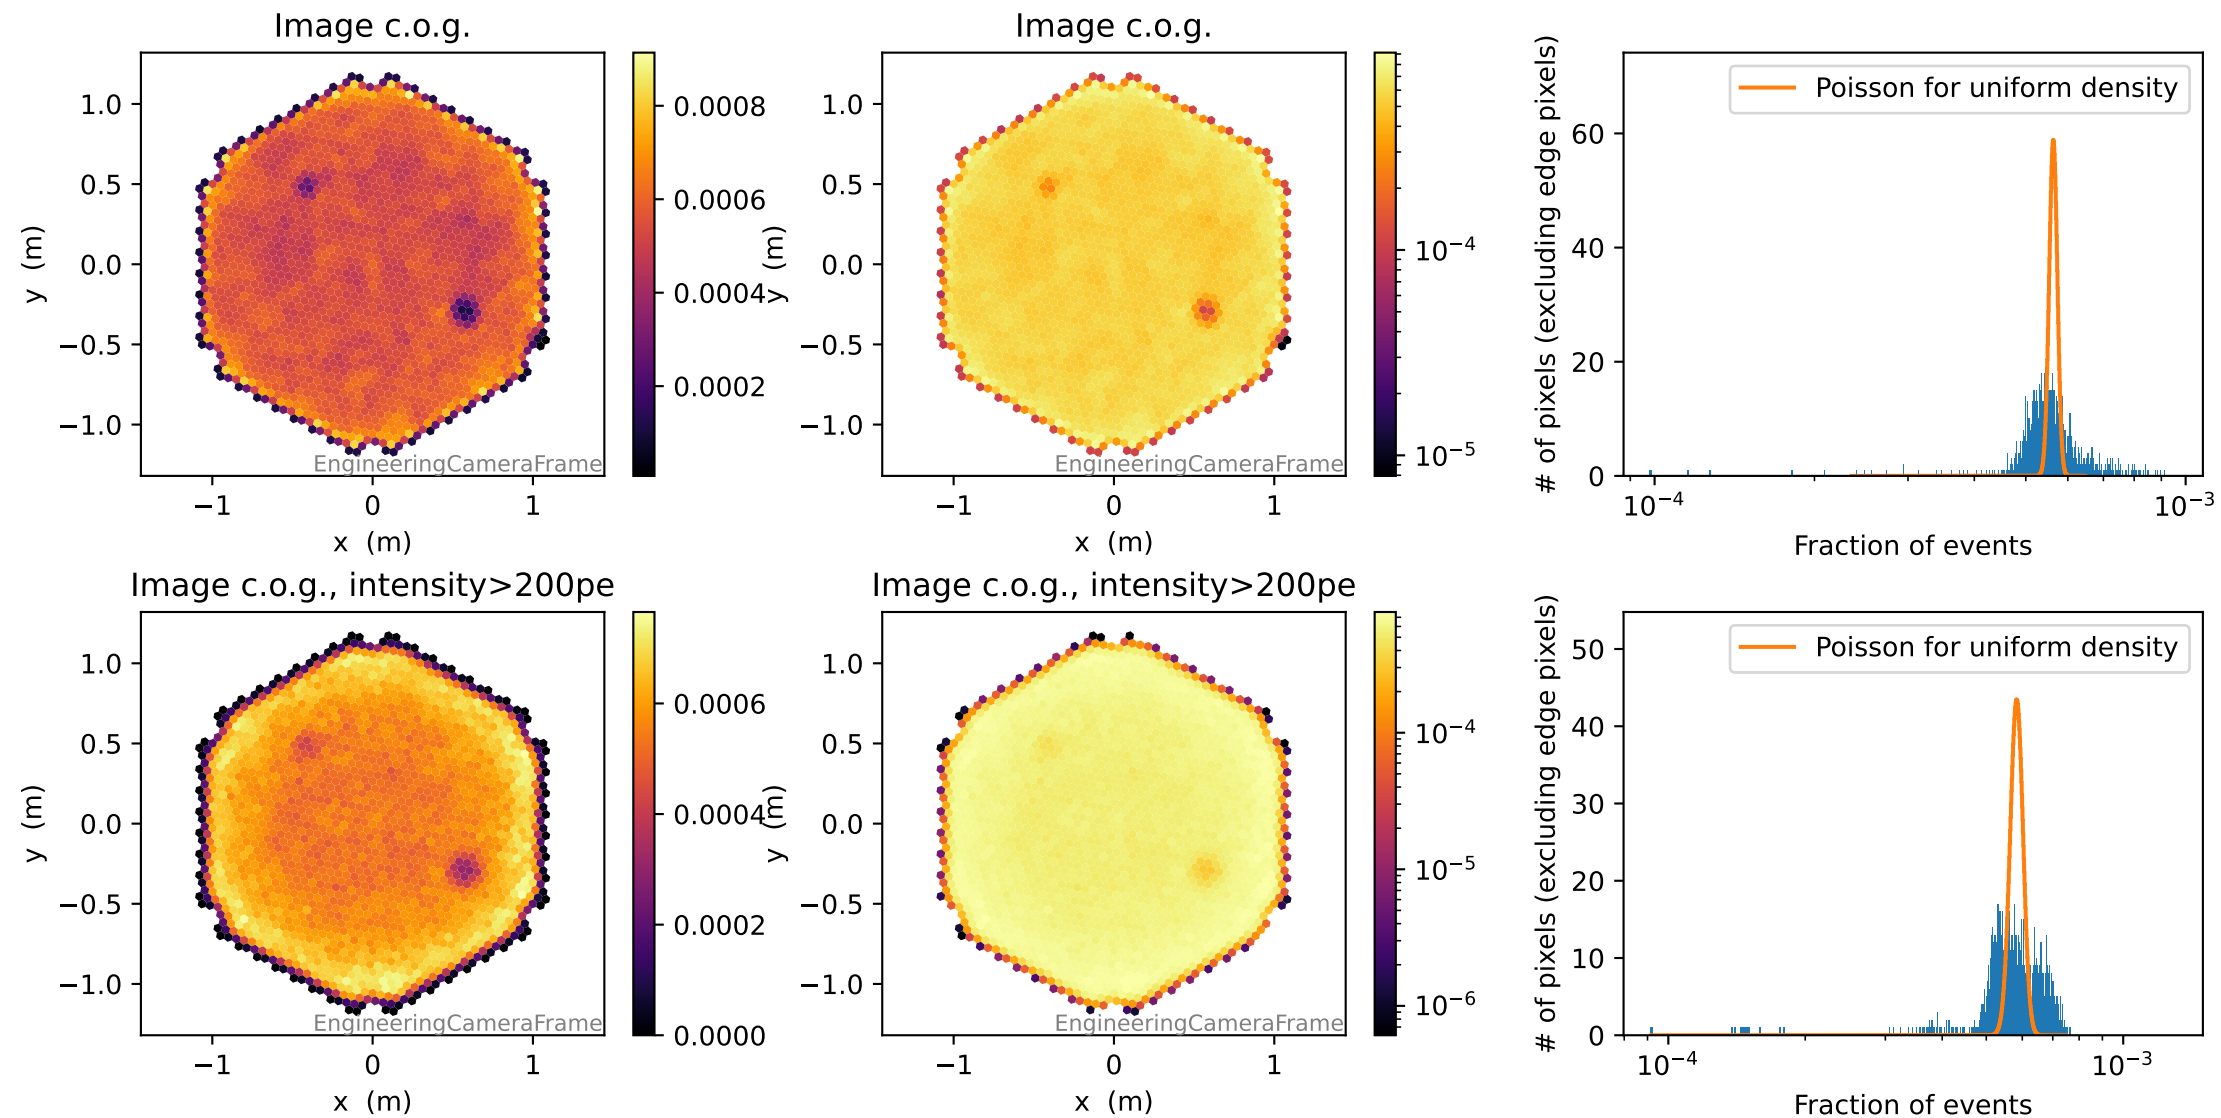 Image c.o.g.
y (m)
1.0
0.5
0.0
−0.5
−1.0
−1
0
1
x (m)
EngineeringCameraFrame
0.0008
0.0006
0.0004
0.0002
Image c.o.g.
y (m)
1.0
0.5
0.0
−0.5
−1.0
−1
0
1
x (m)
EngineeringCameraFrame
10⁻⁴
10⁻⁵
# of pixels (excluding edge pixels)
60
40
20
0
Poisson for uniform density
10⁻⁴
10⁻³
Fraction of events
Image c.o.g., intensity>200pe
y (m)
1.0
0.5
0.0
−0.5
−1.0
−1
0
1
x (m)
EngineeringCameraFrame
0.0006
0.0004
0.0002
0.0000
Image c.o.g., intensity>200pe
y (m)
1.0
0.5
0.0
−0.5
−1.0
−1
0
1
x (m)
EngineeringCameraFrame
10⁻⁴
10⁻⁵
10⁻⁶
# of pixels (excluding edge pixels)
50
40
30
20
10
0
Poisson for uniform density
10⁻⁴
10⁻³
Fraction of events